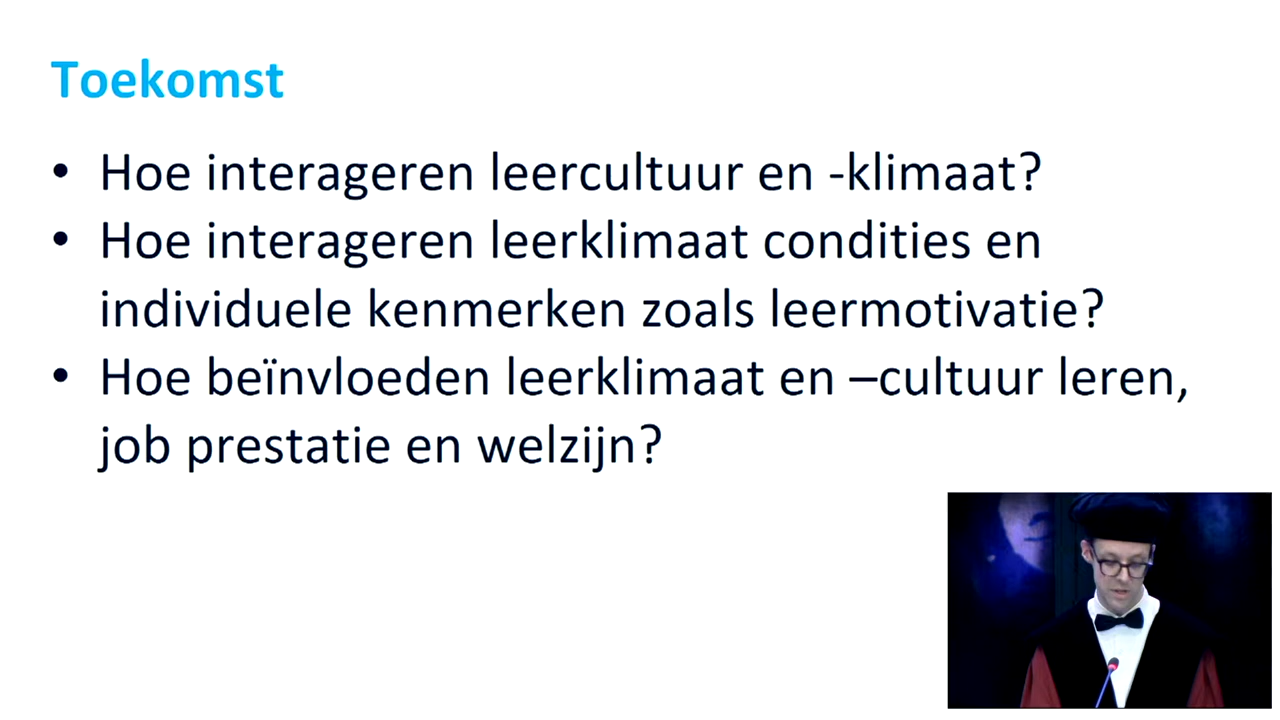 Toekomst
• Hoe interageren leercultuur en -klimaat?
• Hoe interageren leerklimaat condities en
individuele kenmerken zoals leermotivatie?
• Hoe beïnvloeden leerklimaat en –cultuur leren,
job prestatie en welzijn?